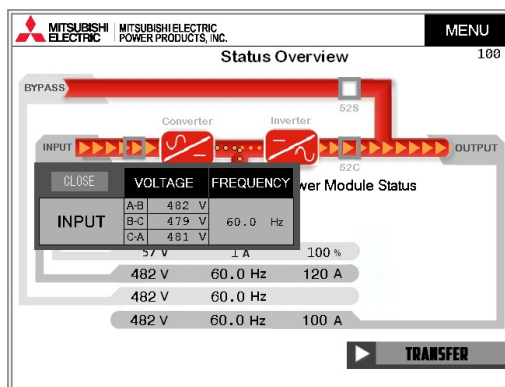 MITSUBISHI ELECTRIC
MITSUBISHI ELECTRIC POWER PRODUCTS, INC.
MENU
Status Overview
100
BYPASS
52S
Converter
Inverter
INPUT
OUTPUT
52C
CLOSE
VOLTAGE
FREQUENCY
wer Module Status
INPUT
A-B 482 V
B-C 479 V
C-A 481 V
60.0 Hz
57 V 1 A 100 %
482 V 60.0 Hz 120 A
482 V 60.0 Hz
482 V 60.0 Hz 100 A
TRANSFER